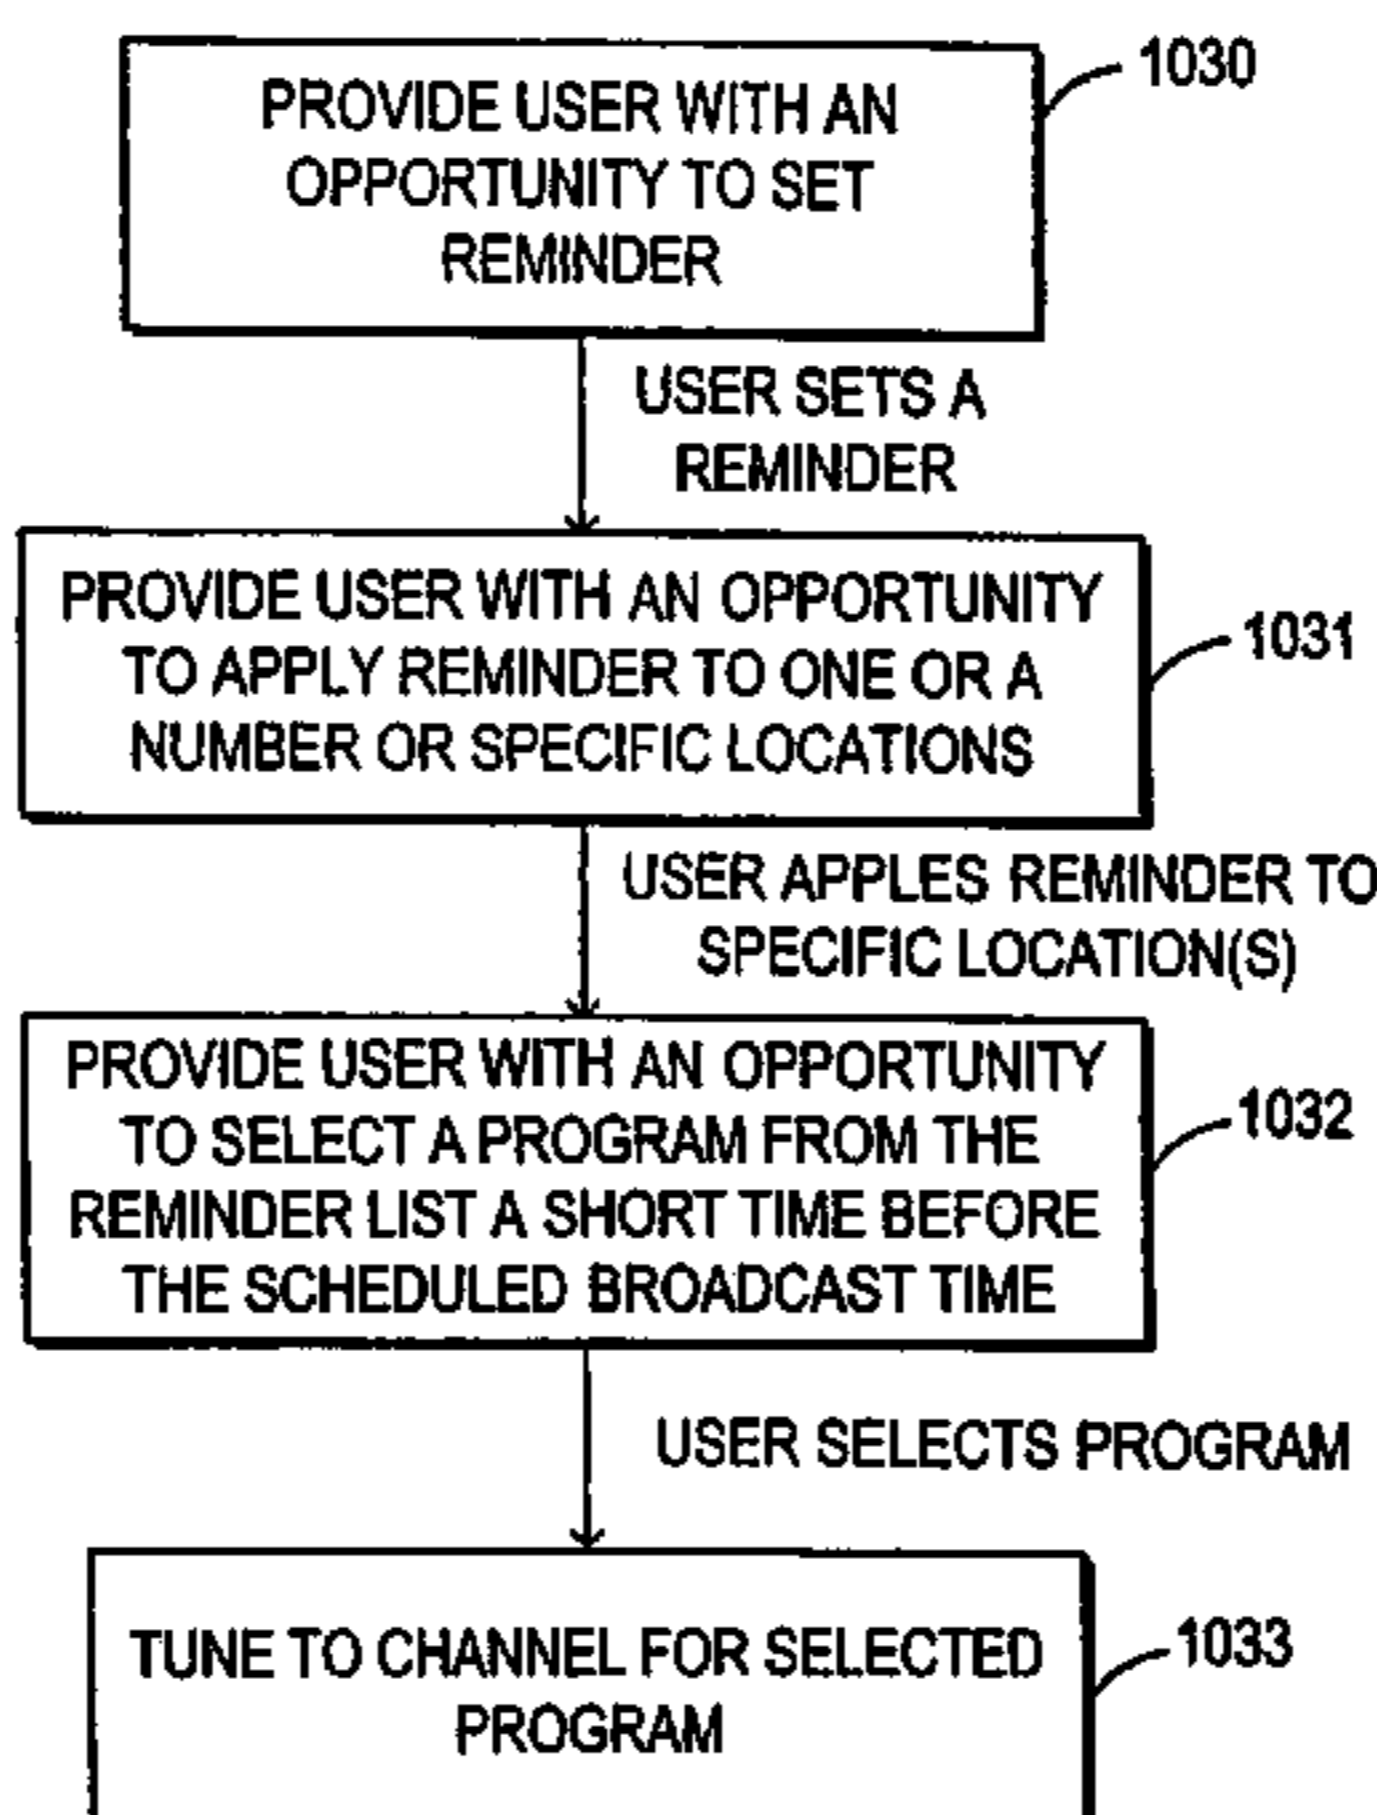 1030
PROVIDE USER WITH AN
OPPORTUNITY TO SET
REMINDER
USER SETS A
REMINDER
PROVIDE USER WITH AN OPPORTUNITY
TO APPLY REMINDER TO ONE OR A
NUMBER OR SPECIFIC LOCATIONS
1031
USER APPLES REMINDER TO
SPECIFIC LOCATION(S)
PROVIDE USER WITH AN OPPORTUNITY
TO SELECT A PROGRAM FROM THE
REMINDER LIST A SHORT TIME BEFORE
THE SCHEDULED BROADCAST TIME
1032
USER SELECTS PROGRAM
TUNE TO CHANNEL FOR SELECTED
PROGRAM
1033